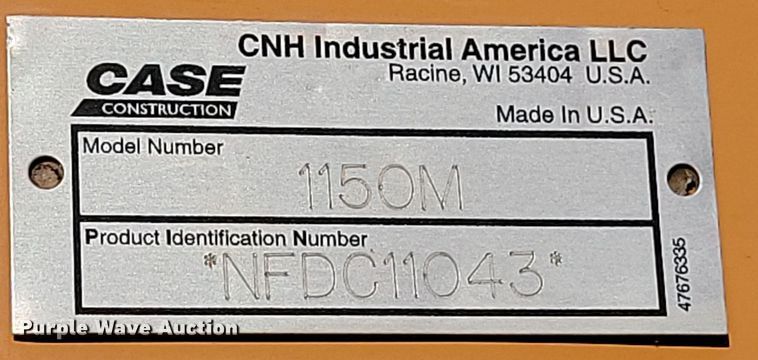 CNH Industrial America LLC
Racine, WI 53404 U.S.A.
CASE
CONSTRUCTION
Made In U.S.A.
Model Number
1150M
Product Identification Number
*NFDC11043*
47676335
Purple Wave Auction